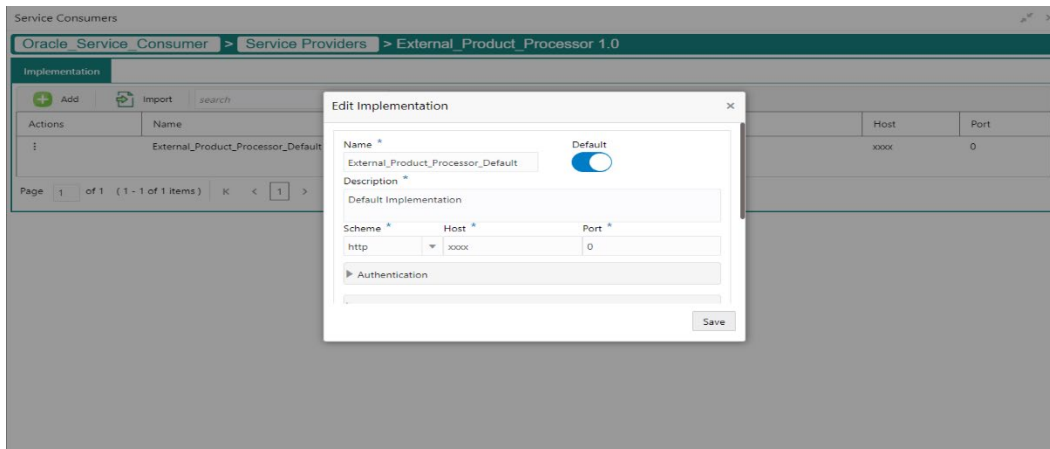 Service Consumers
Oracle_Service_Consumer > Service Providers > External_Product_Processor 1.0
Implementation
Add Import search
Actions Name Host Port
External_Product_Processor_Default xxxx 0
Page 1 of 1 (1 - 1 of 1 items) K < 1 >
Edit Implementation ×
Name * Default
External_Product_Processor_Default
Description *
Default Implementation
Scheme * Host * Port *
http xxxx 0
Authentication
Save